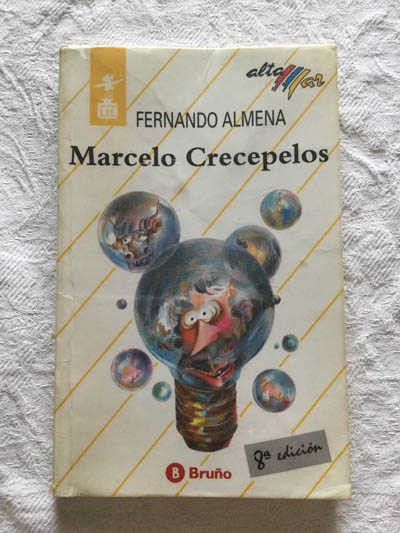 alta
mar
FERNANDO ALMENA
Marcelo Crecepelos
8ª edición
B Bruño